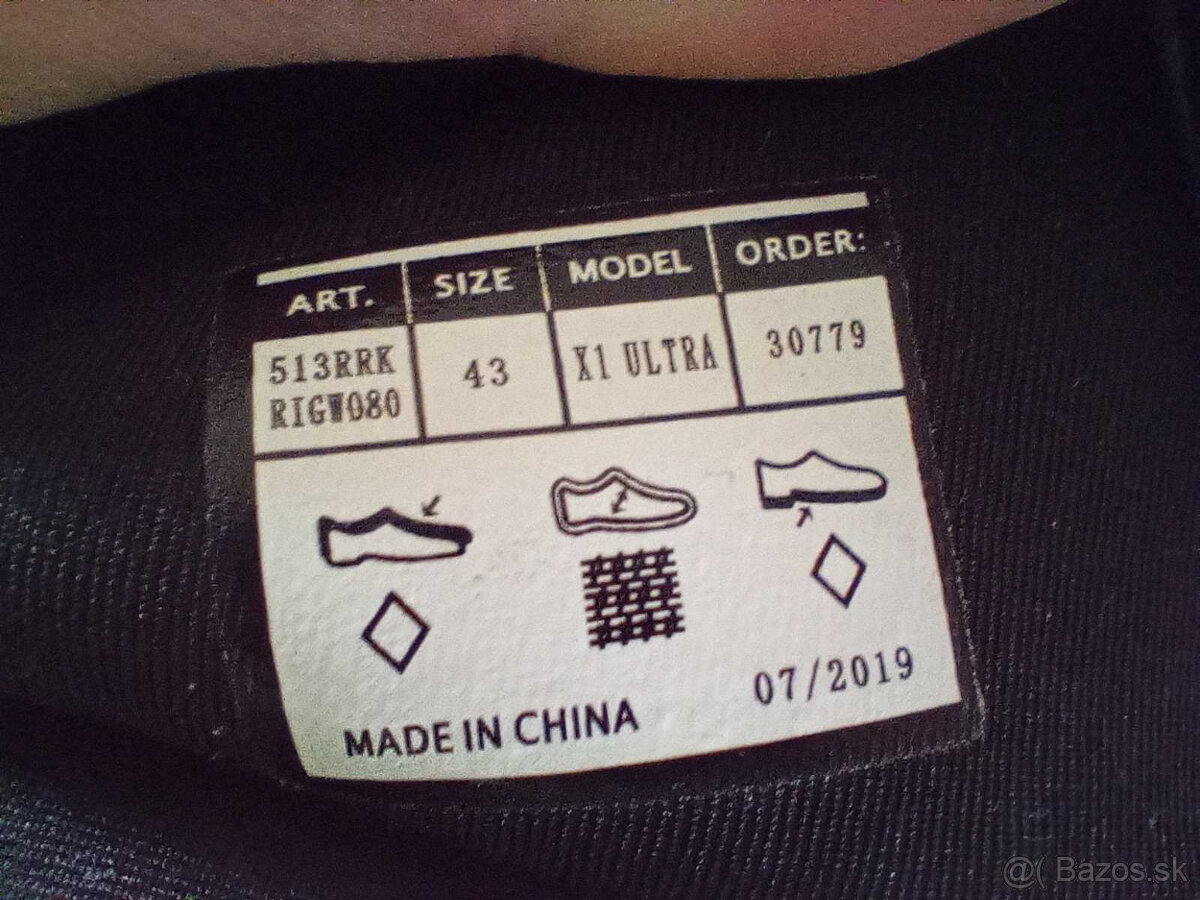 ART. SIZE MODEL ORDER:
513RRK 43 X1 ULTRA 30779
RIGW080
07/2019
MADE IN CHINA
@( Bazos.sk